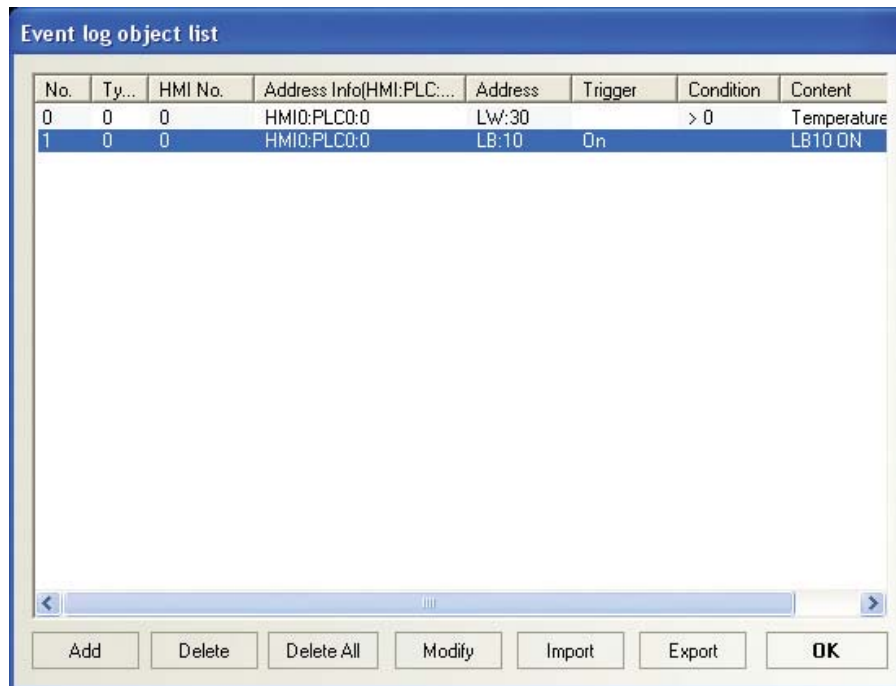 Event log object list
No. Ty... HMI No. Address Info(HMI:PLC:... Address Trigger Condition Content
0 0 0 HMI0:PLC0:0 LW:30 > 0 Temperature
1 0 0 HMI0:PLC0:0 LB:10 On LB10 ON
Add Delete Delete All Modify Import Export OK